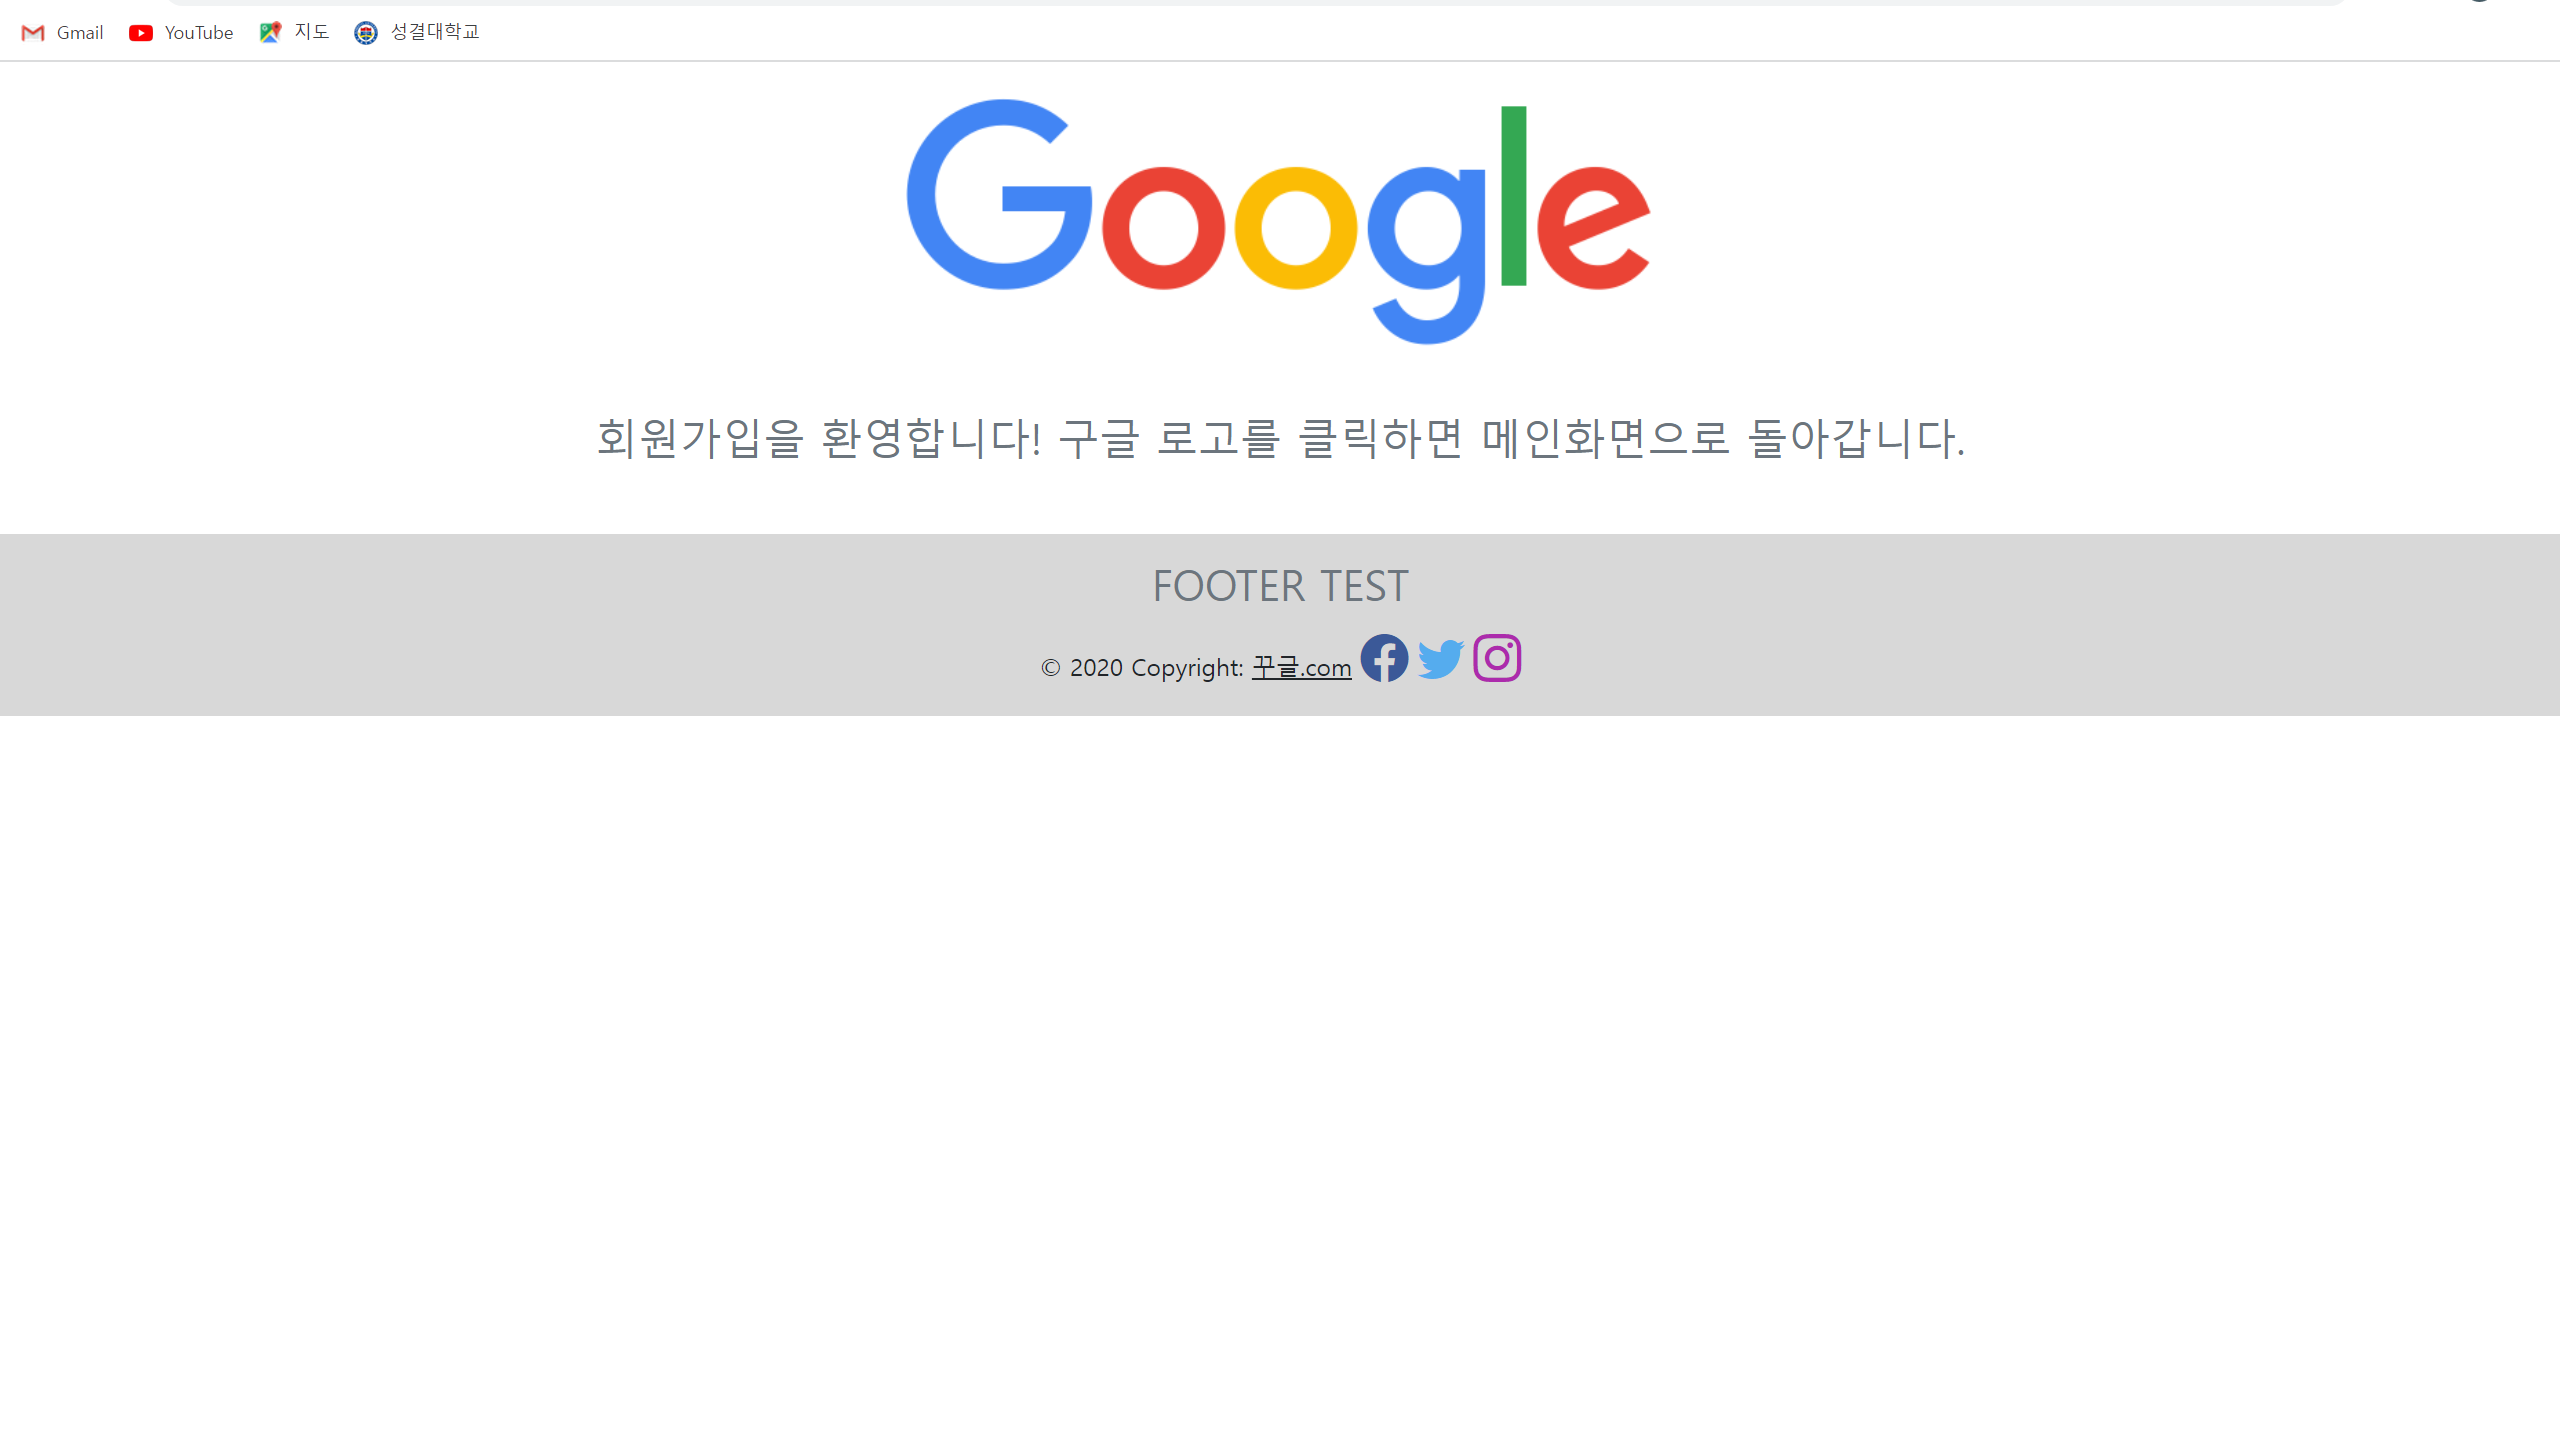 Gmail YouTube 지도 성결대학교
Google
회원가입을 환영합니다! 구글 로고를 클릭하면 메인화면으로 돌아갑니다.
FOOTER TEST
© 2020 Copyright: 꾸글.com